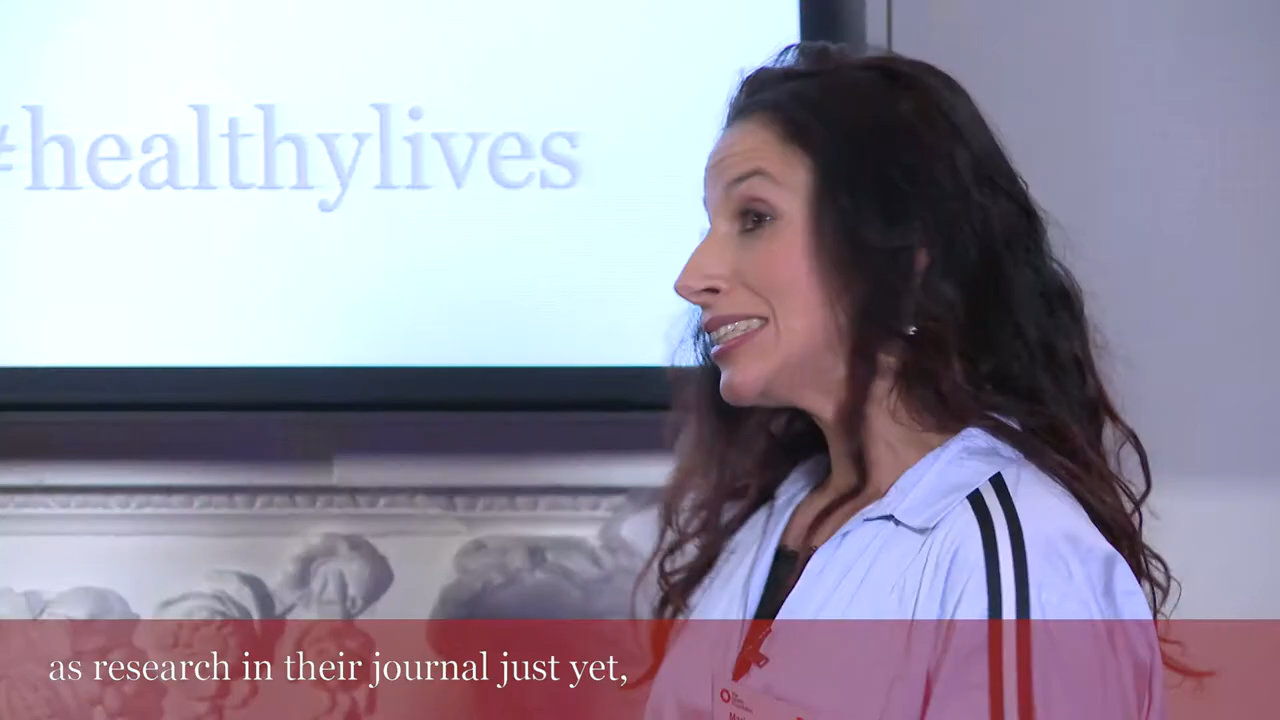 #healthylives
as research in their journal just yet,